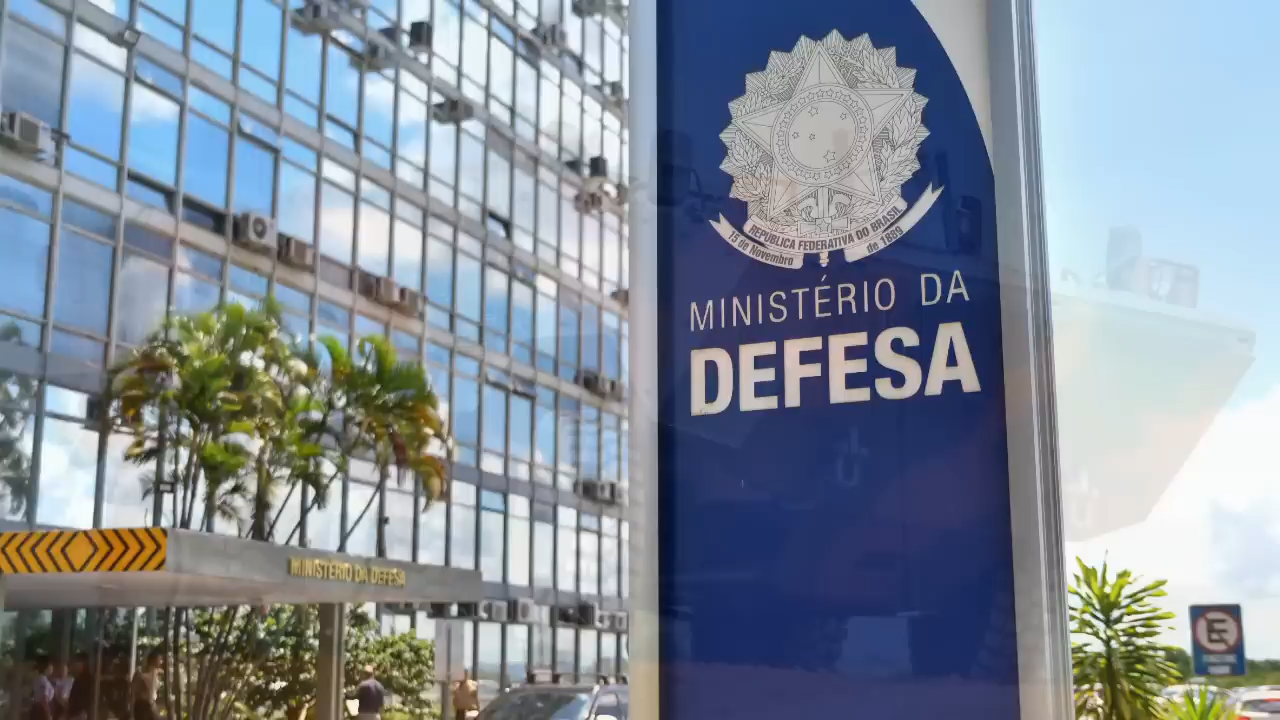 REPÚBLICA FEDERATIVA DO BRASIL
15 de Novembro
de 1889
MINISTÉRIO DA
DEFESA
MINISTÉRIO DA DEFESA
E